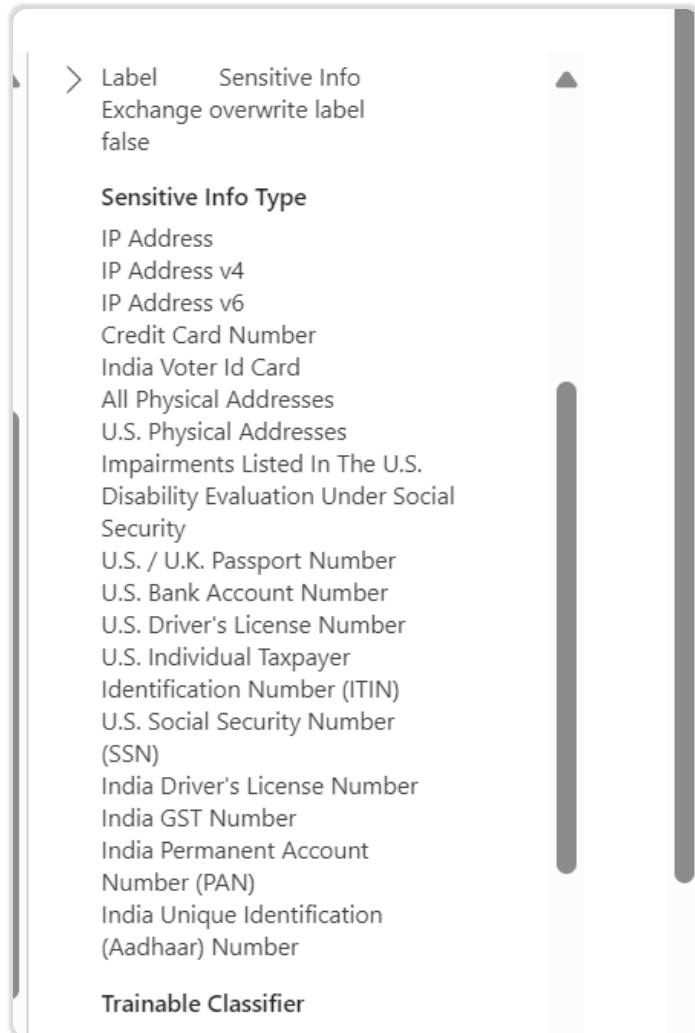 Label Sensitive Info
Exchange overwrite label
false
Sensitive Info Type
IP Address
IP Address v4
IP Address v6
Credit Card Number
India Voter Id Card
All Physical Addresses
U.S. Physical Addresses
Impairments Listed In The U.S.
Disability Evaluation Under Social
Security
U.S. / U.K. Passport Number
U.S. Bank Account Number
U.S. Driver's License Number
U.S. Individual Taxpayer
Identification Number (ITIN)
U.S. Social Security Number
(SSN)
India Driver's License Number
India GST Number
India Permanent Account
Number (PAN)
India Unique Identification
(Aadhaar) Number
Trainable Classifier